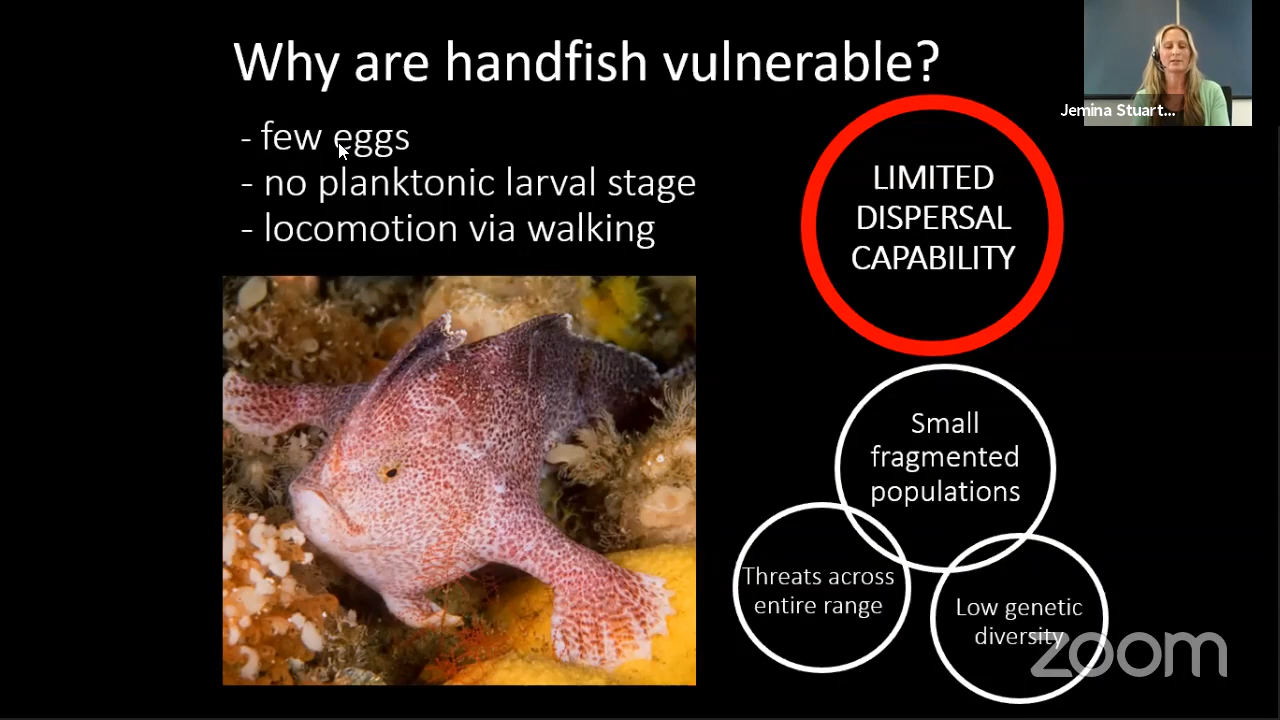 Why are handfish vulnerable?
- few eggs
- no planktonic larval stage
- locomotion via walking
Jemina Stuart...
LIMITED
DISPERSAL
CAPABILITY
Small
fragmented
populations
Threats across
entire range
Low genetic
diversity
zoom